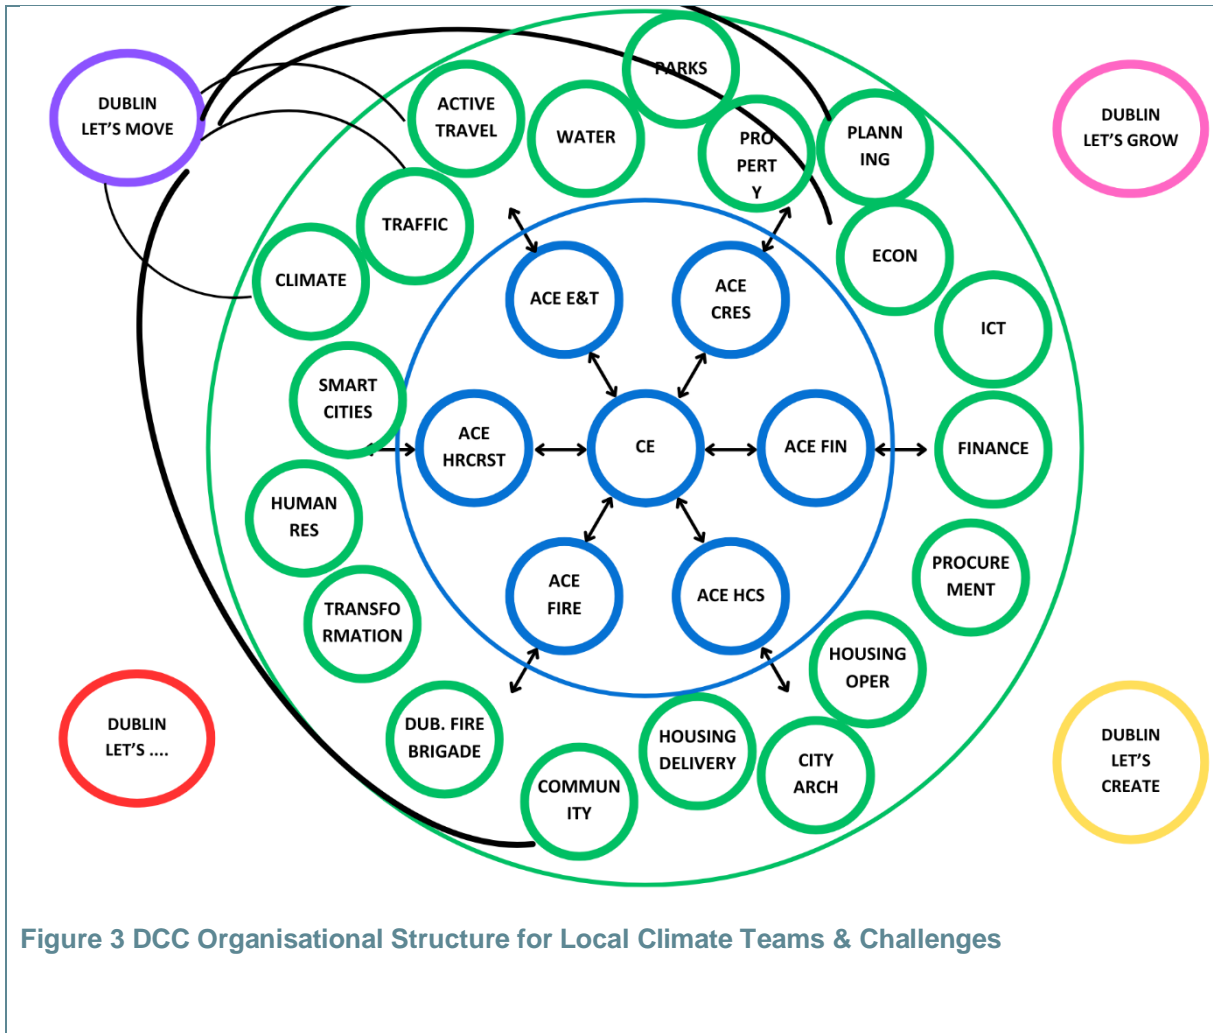 DUBLIN
LET'S MOVE
ACTIVE
TRAVEL
WATER
PARKS
PRO
PERT
Y
PLANN
ING
DUBLIN
LET'S GROW
TRAFFIC
ECON
CLIMATE
ACE E&T
ACE
CRES
ICT
SMART
CITIES
ACE
HRCRST
CE
ACE FIN
FINANCE
HUMAN
RES
PROCURE
MENT
TRANSFO
RMATION
ACE
FIRE
ACE HCS
HOUSING
OPER
DUBLIN
LET'S ....
DUB. FIRE
BRIGADE
COMMUN
ITY
HOUSING
DELIVERY
CITY
ARCH
DUBLIN
LET'S
CREATE
Figure 3 DCC Organisational Structure for Local Climate Teams & Challenges